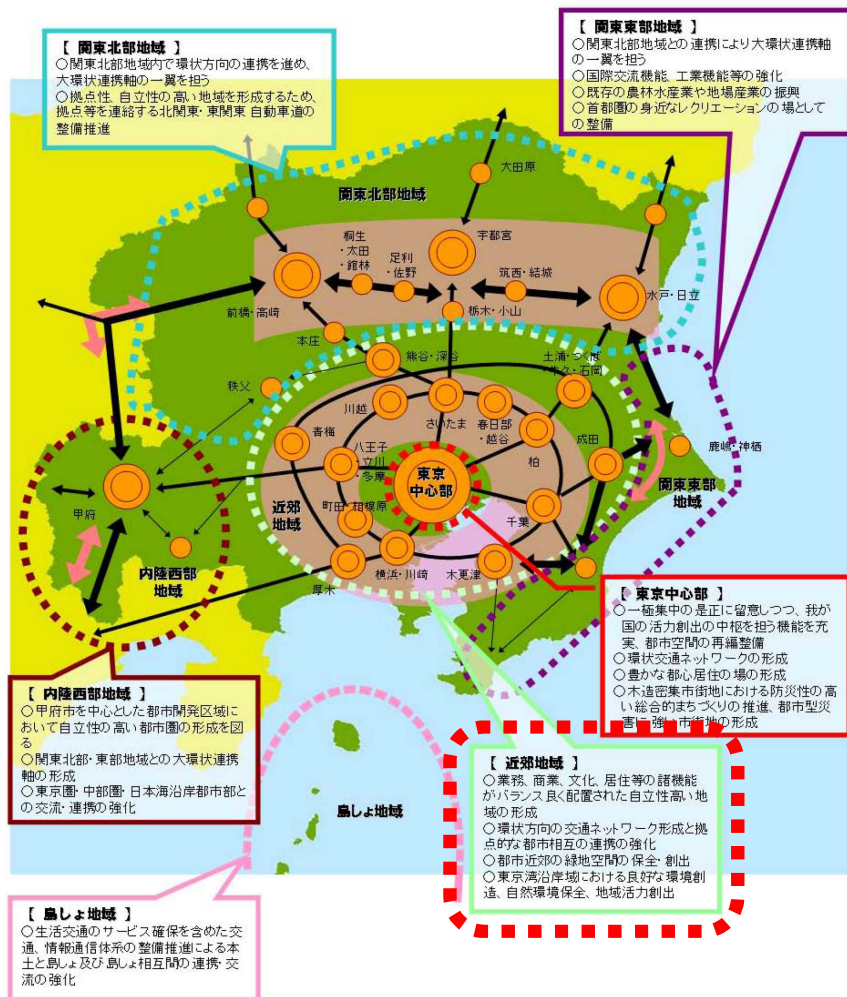 【 関東北部地域 】
○関東北部地域内で環状方向の連携を進め、
大環状連携軸の一翼を担う
○拠点性、自立性の高い地域を形成するため、
拠点等を連絡する北関東・東関東 自動車道の
整備推進
【 関東東部地域 】
○関東北部地域との連携により大環状連携軸
の一翼を担う
○国際交流機能、工業機能等の強化
○既存の農林水産業や地場産業の振興
○首都圏の身近なレクリエーションの場として
の整備
大田原
関東北部地域
宇都宮
桐生
・太田
・館林
足利
・佐野
筑西・結城
水戸・日立
前橋・高崎
栃木・小山
本庄
熊谷・深谷
土浦・つくば
・牛久・石岡
秩父
川越
さいたま
春日部
・越谷
成田
鹿嶋・神栖
青梅
八王子
・立川
・多摩
柏
東京
中心部
関東東部
地域
甲府
近郊
地域
町田・相模原
千葉
内陸西部
地域
厚木
横浜・川崎
木更津
【 東京中心部 】
○一極集中の是正に留意しつつ、我が
国の活力創出の中枢を担う機能を充
実、都市空間の再編整備
○環状交通ネットワークの形成
○豊かな都心居住の場の形成
○木造密集市街地における防災性の高
い総合的まちづくりの推進、都市型災
害に強い市街地の形成
【 内陸西部地域 】
○甲府市を中心とした都市開発区域に
おいて自立性の高い都市圏の形成を図
る
○関東北部・東部地域との大環状連携
軸の形成
○東京圏・中部圏・日本海沿岸都市部と
の交流・連携の強化
【 近郊地域 】
○業務、商業、文化、居住等の諸機能
がバランス良く配置された自立性高い地
域の形成
○環状方向の交通ネットワーク形成と拠
点的な都市相互の連携の強化
○都市近郊の緑地空間の保全・創出
○東京湾沿岸域における良好な環境創
造、自然環境保全、地域活力創出
島しょ地域
【 島しょ地域 】
○生活交通のサービス確保を含めた交
通、情報通信体系の整備推進による本
土と島しょ及び島しょ相互間の連携・交
流の強化